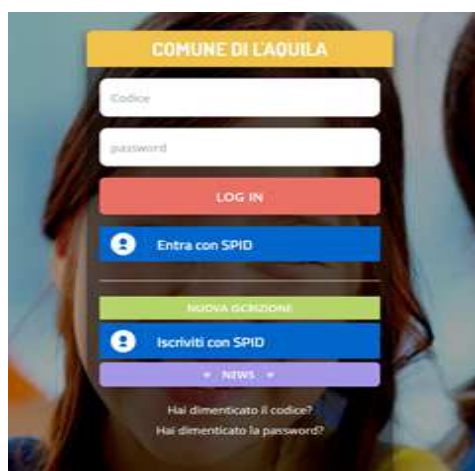 COMUNE DI L'AQUILA
Codice
password
LOG IN
Entra con SPID
NUOVA ISCRIZIONE
Iscriviti con SPID
NEWS
Hai dimenticato il codice?
Hai dimenticato la password?